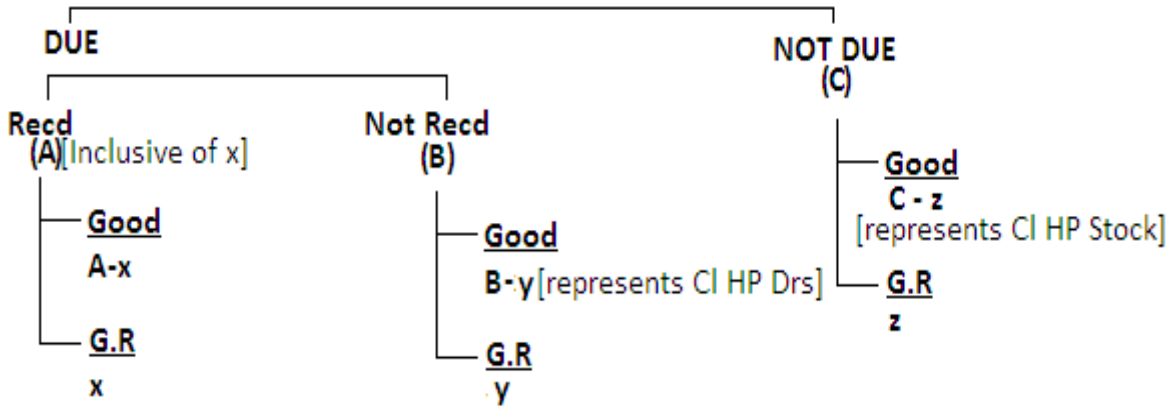 DUE
NOT DUE
(C)
Recd
(A)[Inclusive of x]
Not Recd
(B)
Good
A-x
G.R
x
Good
B-y[represents Cl HP Drs]
G.R
y
Good
C - z
[represents Cl HP Stock]
G.R
z